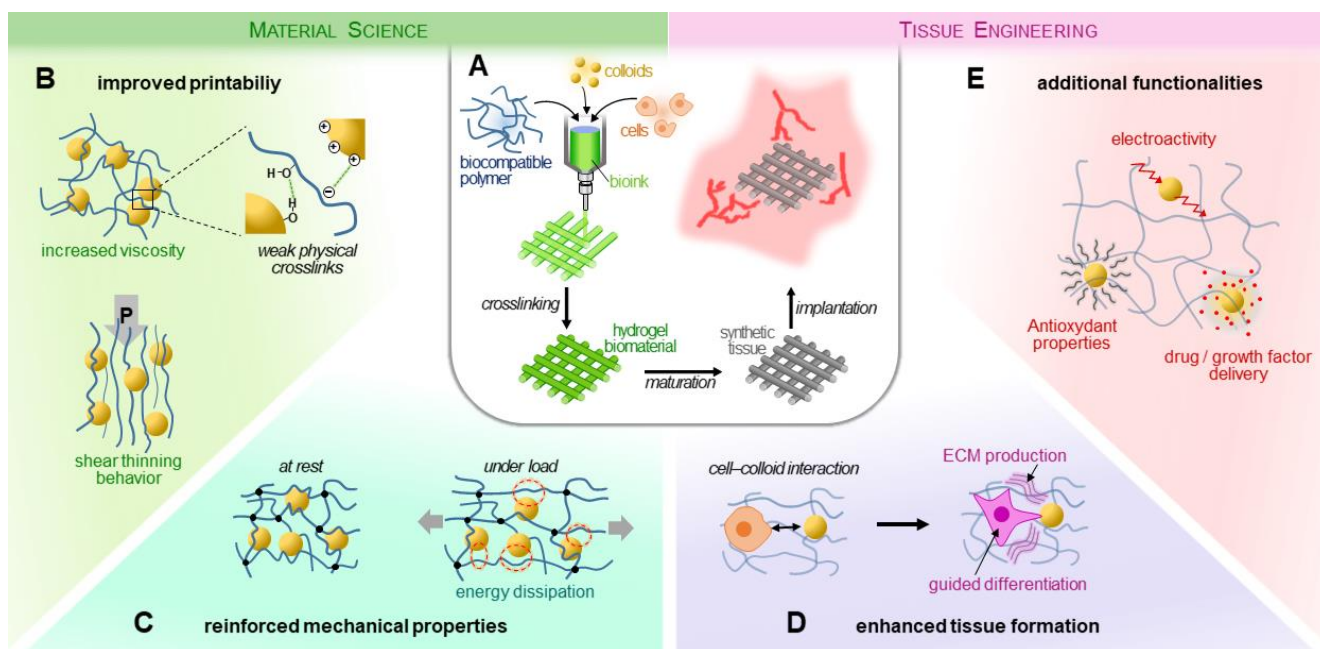 MATERIAL SCIENCE
TISSUE ENGINEERING
A
colloids
biocompatible
polymer
cells
bioink
crosslinking
hydrogel
biomaterial
maturation
synthetic
tissue
implantation
B
improved printabiliy
+
+
+
H
O
−
H
O
increased viscosity
weak physical
crosslinks
P
shear thinning
behavior
at rest
under load
energy dissipation
C
reinforced mechanical properties
cell–colloid interaction
ECM production
guided differentiation
D
enhanced tissue formation
E
additional functionalities
electroactivity
Antioxydant
properties
drug / growth factor
delivery